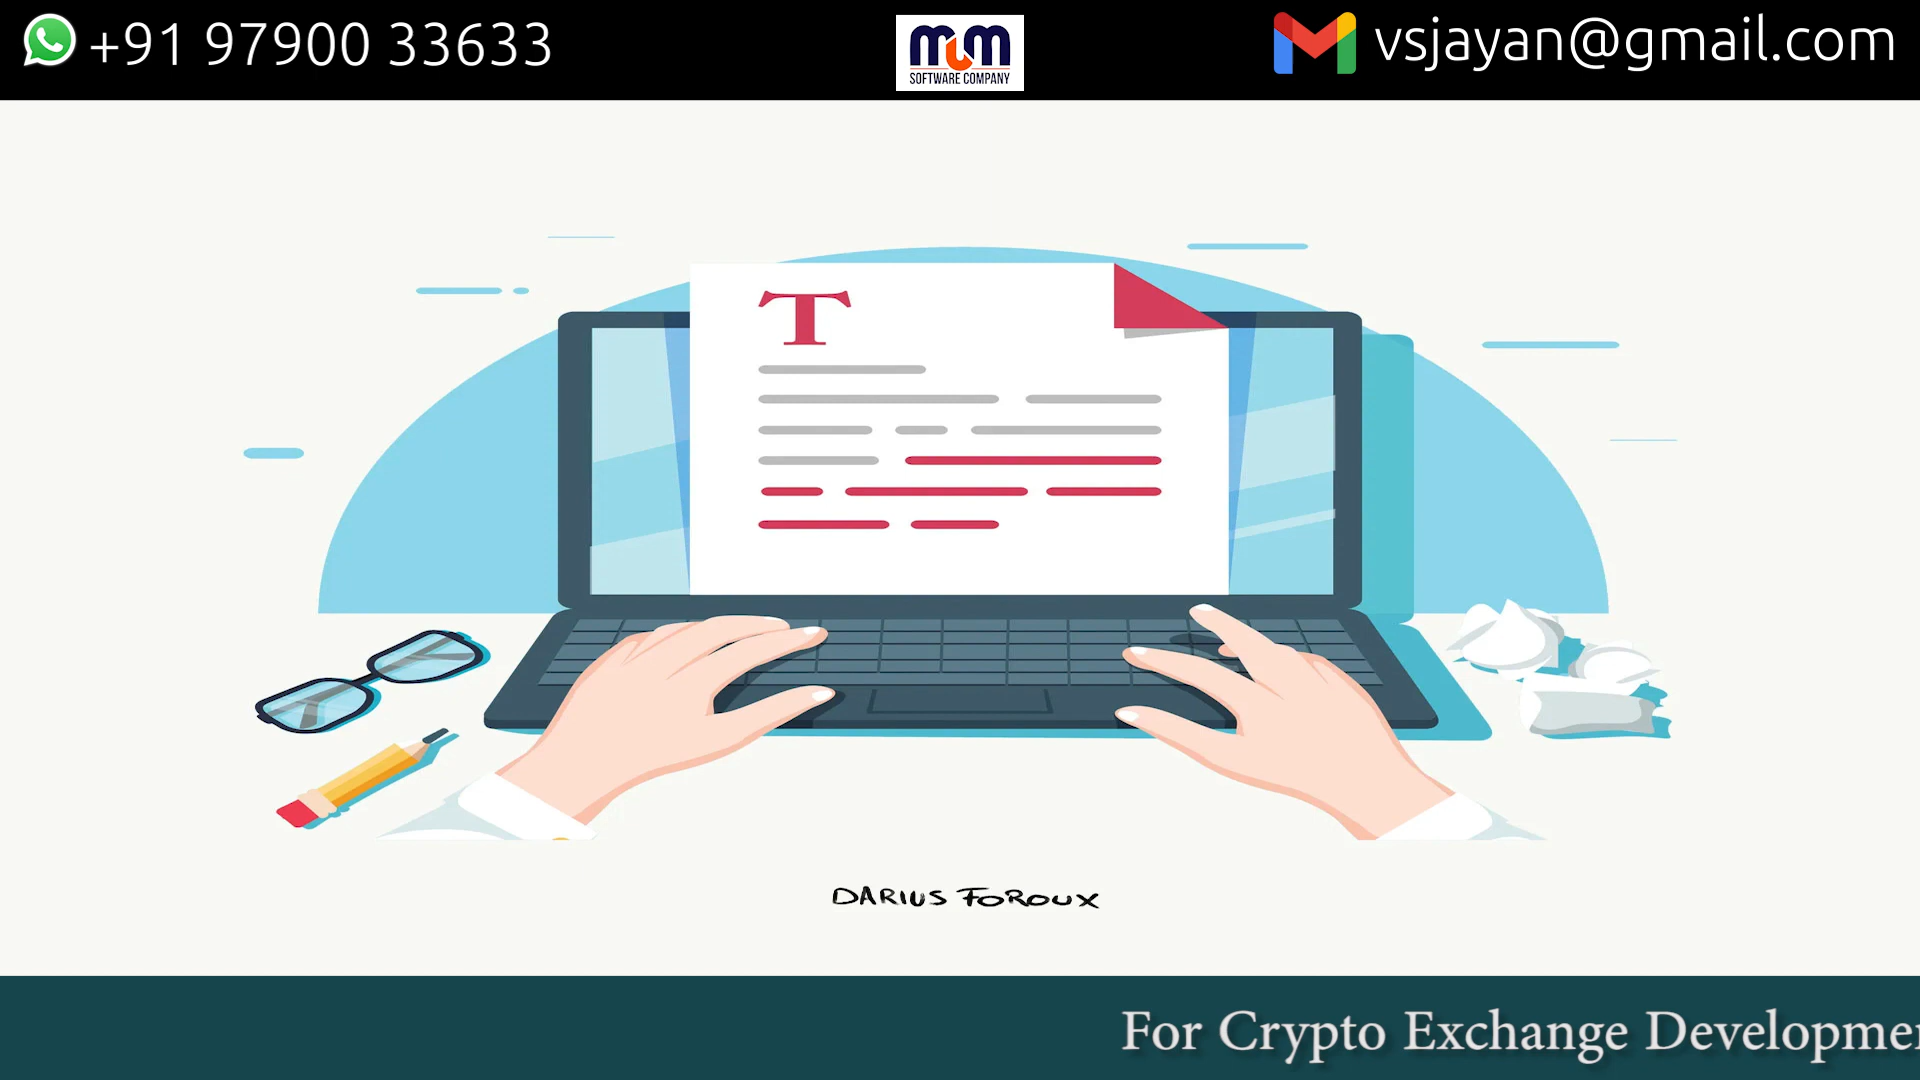 +91 97900 33633
mum
SOFTWARE COMPANY
vsjayan@gmail.com
T
DARIUS FOROUX
For Crypto Exchange Developme